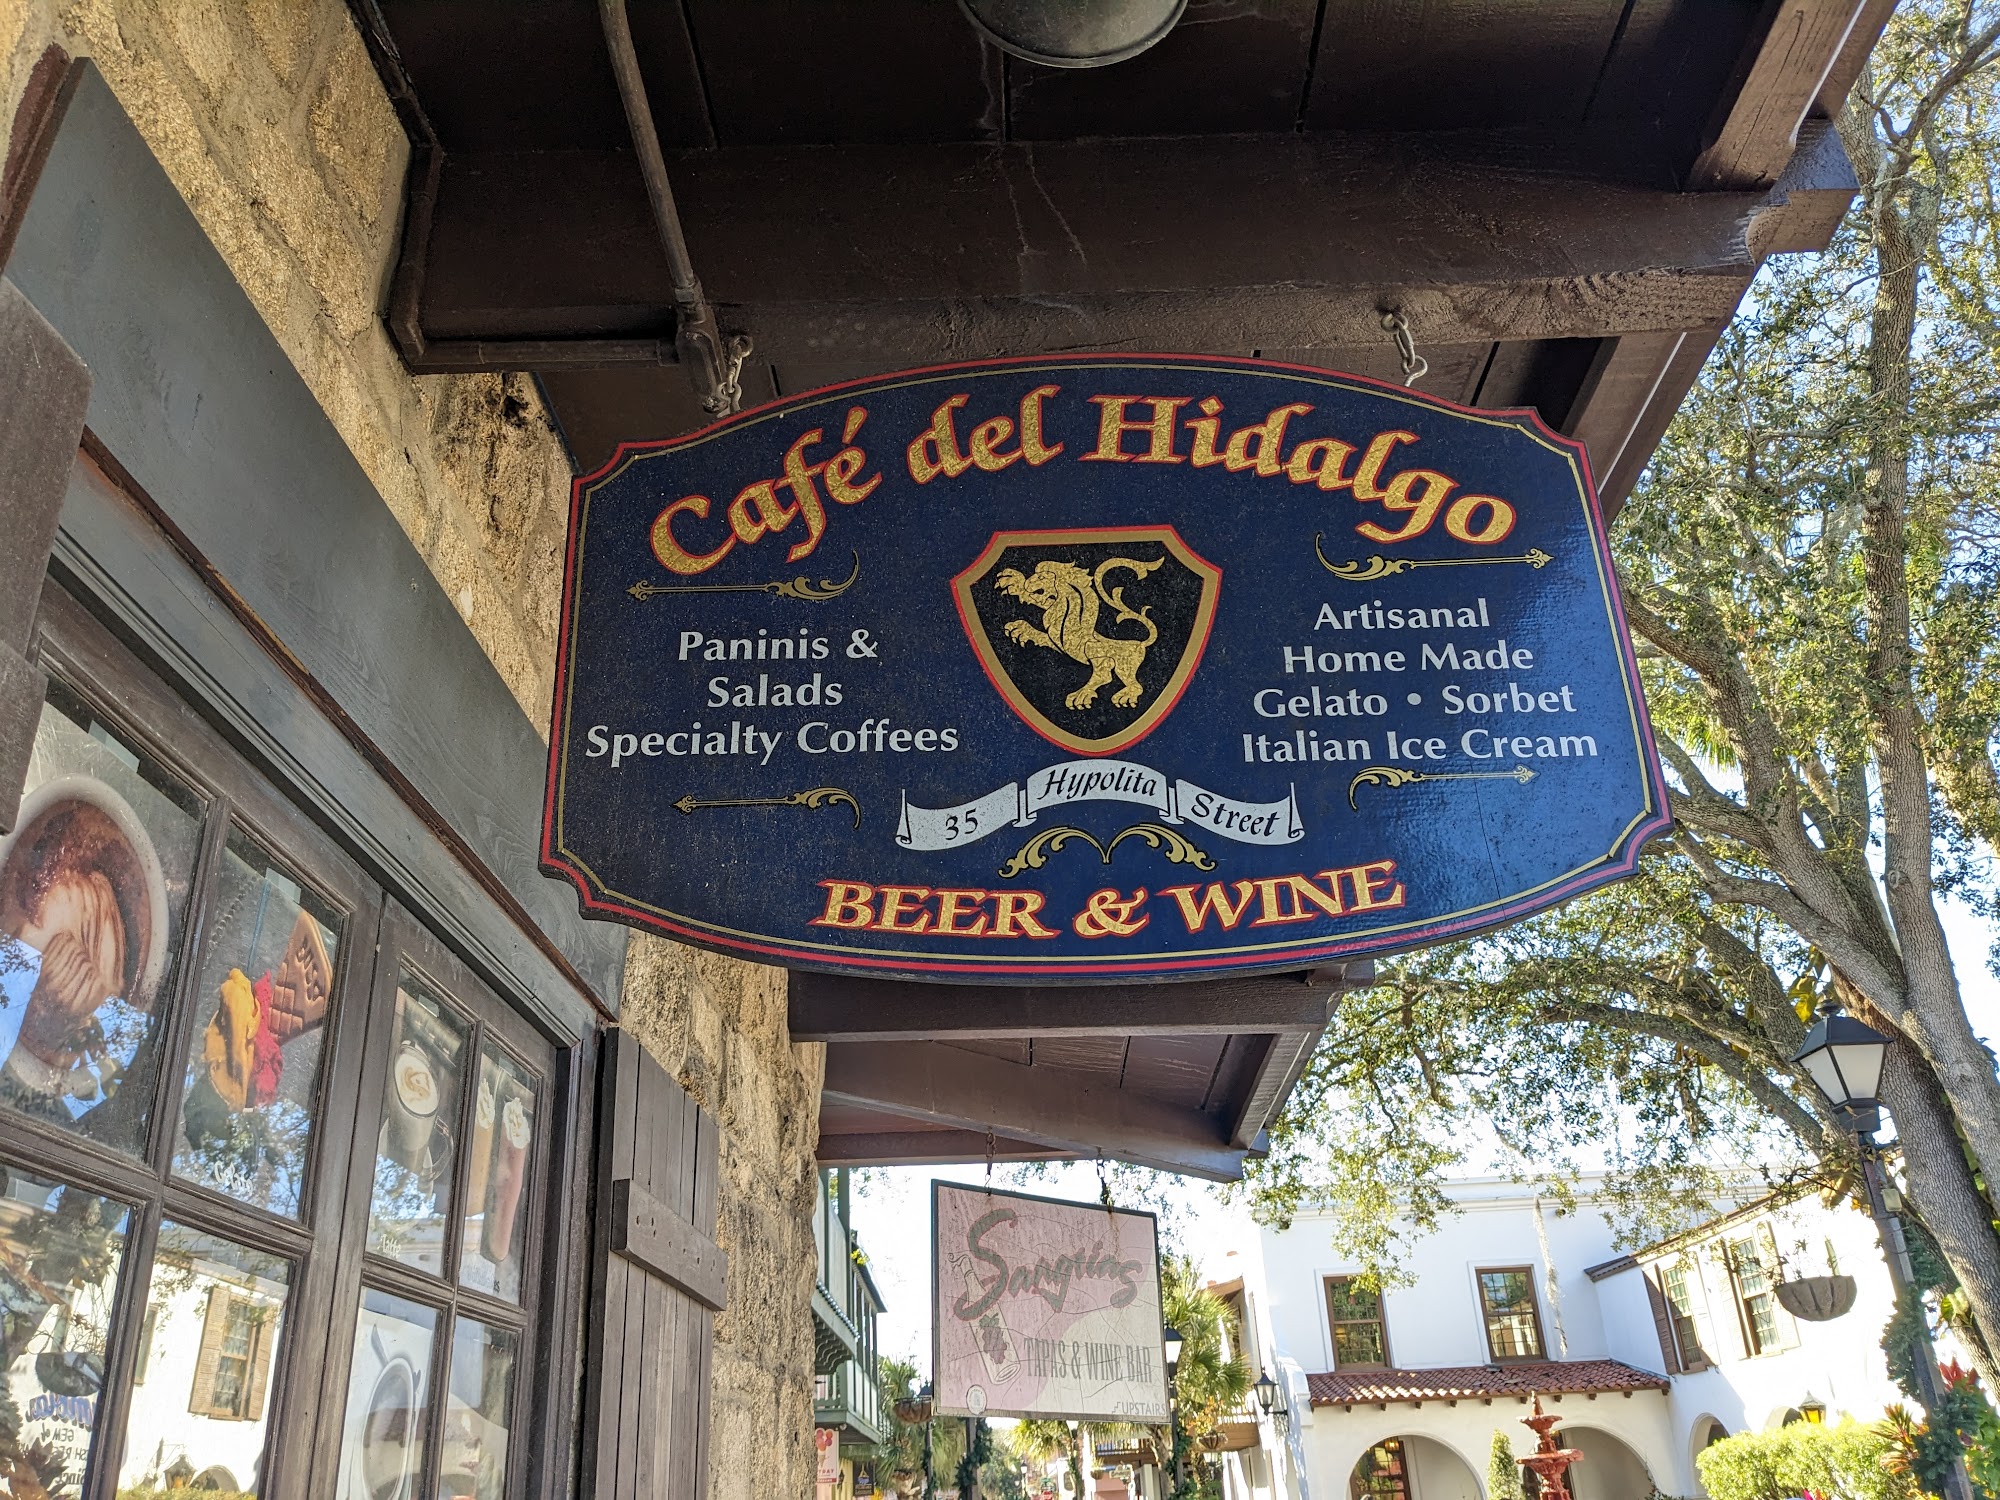 Café del Hidalgo
Paninis &
Salads
Specialty Coffees
Artisanal
Home Made
Gelato • Sorbet
Italian Ice Cream
35 Hypolita Street
BEER & WINE
Sangrias
TAPAS & WINE BAR
UPSTAIRS